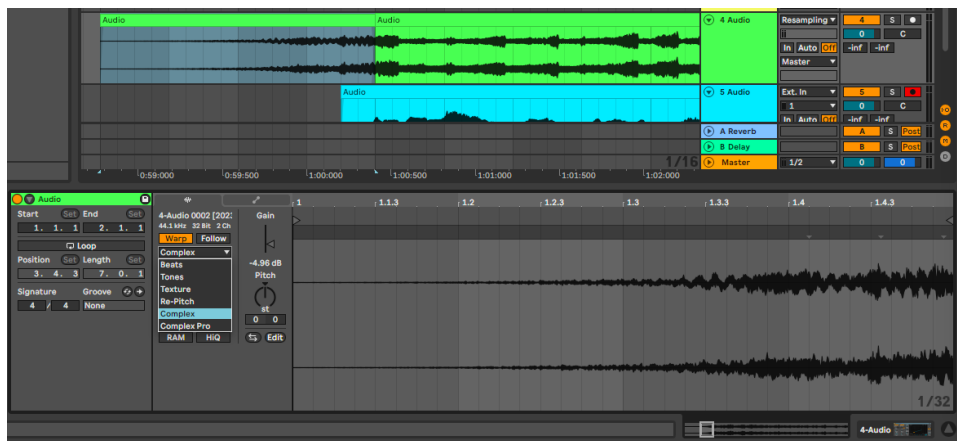 Audio
Audio
4 Audio
Resampling
4
S
0
C
In Auto Off
-inf -inf
Master
Audio
5 Audio
Ext. In
5
S
1
0
C
In Auto Off
-inf -inf
A Reverb
A
S
Post
B Delay
B
S
Post
1/16
Master
1/2
0
0
0:59:000
0:59:500
1:00:000
1:00:500
1:01:000
1:01:500
1:02:000
I·O
R
M
D
Audio
Start Set End Set
1. 1. 1 2. 1. 1
Loop
Position Set Length Set
3. 4. 3 7. 0. 1
Signature Groove
4 / 4 None
4-Audio 0002 [202
44.1 kHz 32 Bit 2 Ch
Warp Follow
Complex
Beats
Tones
Texture
Re-Pitch
Complex
Complex Pro
RAM HiQ
Gain
-4.96 dB
Pitch
st
0 0
Edit
1
1.1.3
1.2
1.2.3
1.3
1.3.3
1.4
1.4.3
1/32
4-Audio